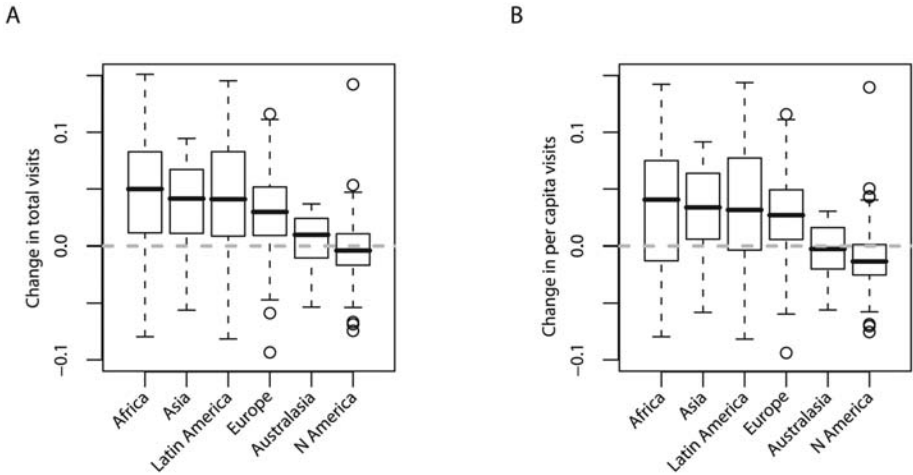 A
Change in total visits
0.1
0.0
−0.1
Africa
Asia
Latin America
Europe
Australasia
N America
B
Change in per capita visits
0.1
0.0
−0.1
Africa
Asia
Latin America
Europe
Australasia
N America